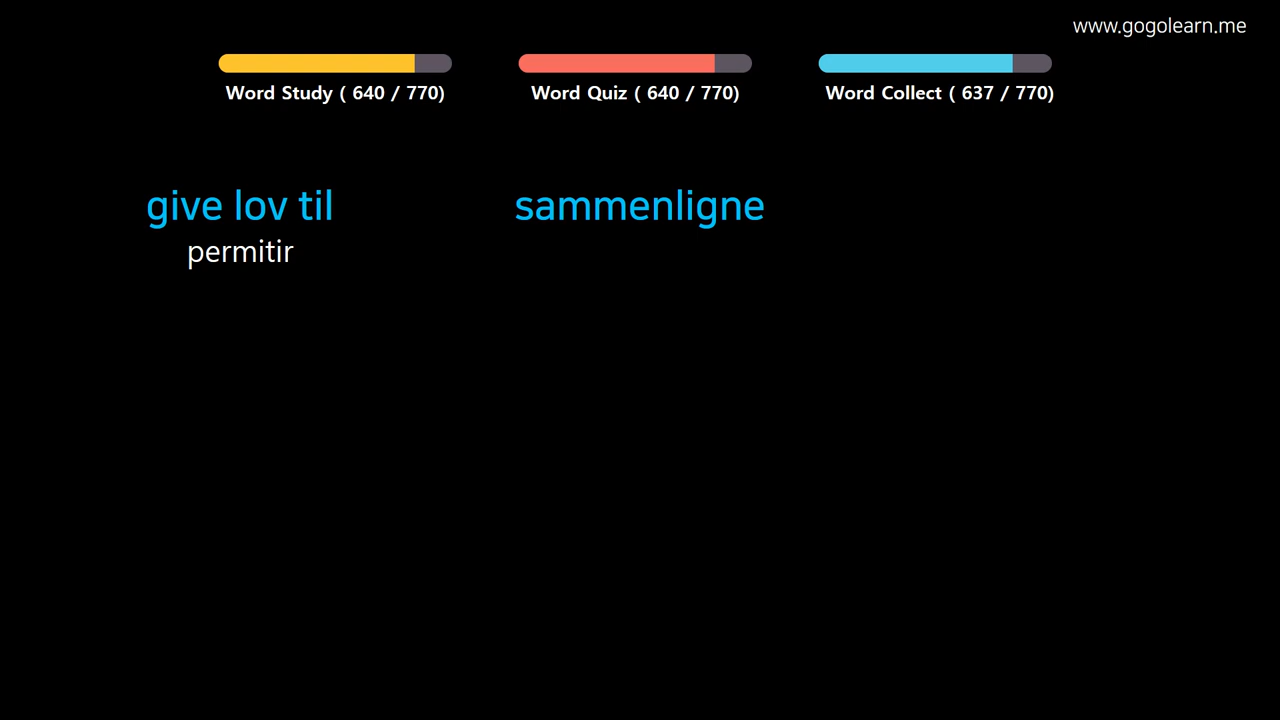 www.gogolearn.me
Word Study ( 640 / 770)
Word Quiz ( 640 / 770)
Word Collect ( 637 / 770)
give lov til
permitir
sammenligne